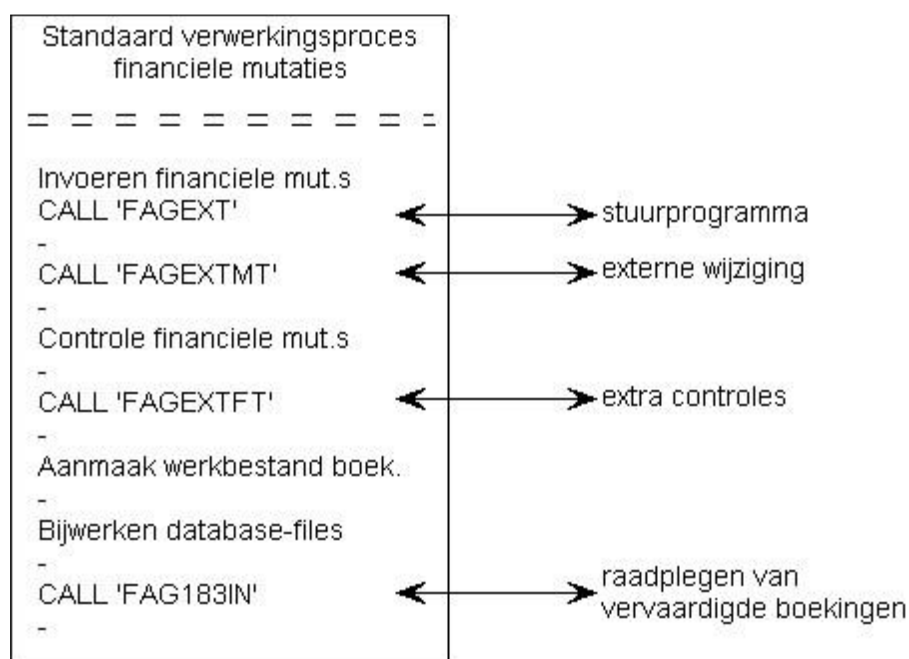 Standaard verwerkingsproces
financiele mutaties
= = = = = = = = = =
Invoeren financiele mut.s
CALL 'FAGEXT'
stuurprogramma
-
CALL 'FAGEXTMT'
externe wijziging
-
Controle financiele mut.s
-
CALL 'FAGEXTFT'
extra controles
-
Aanmaak werkbestand boek.
-
Bijwerken database-files
-
CALL 'FAG183IN'
raadplegen van
vervaardigde boekingen
-